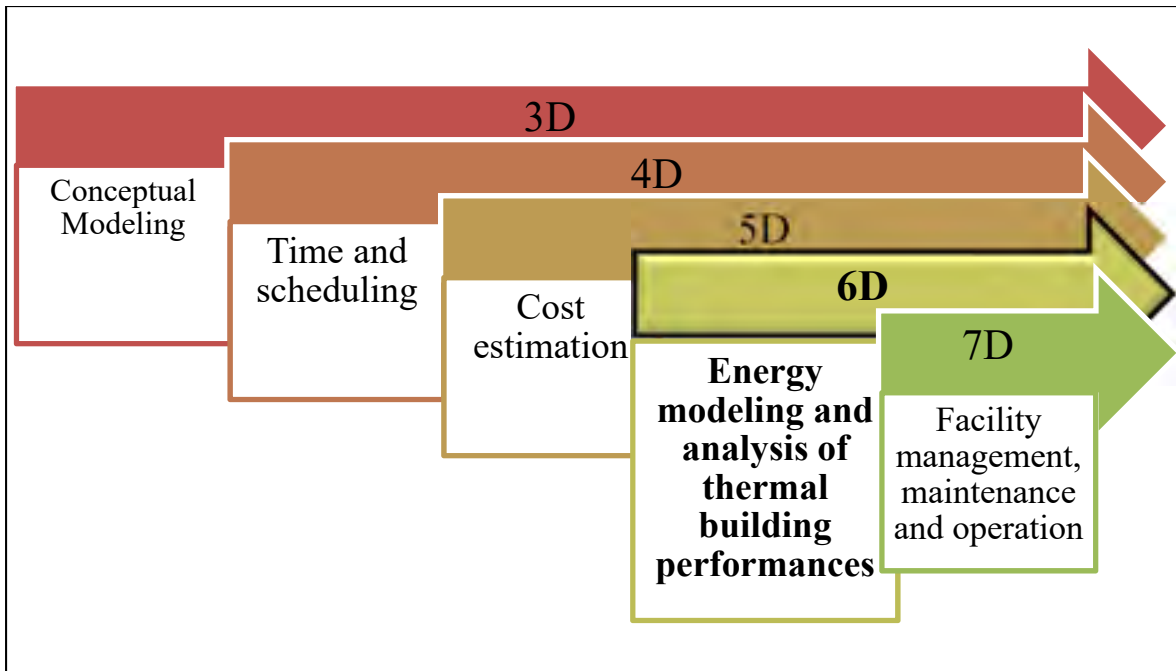 3D
Conceptual
Modeling
4D
Time and
scheduling
5D
Cost
estimation
6D
Energy
modeling and
analysis of
thermal
building
performances
7D
Facility
management,
maintenance
and operation